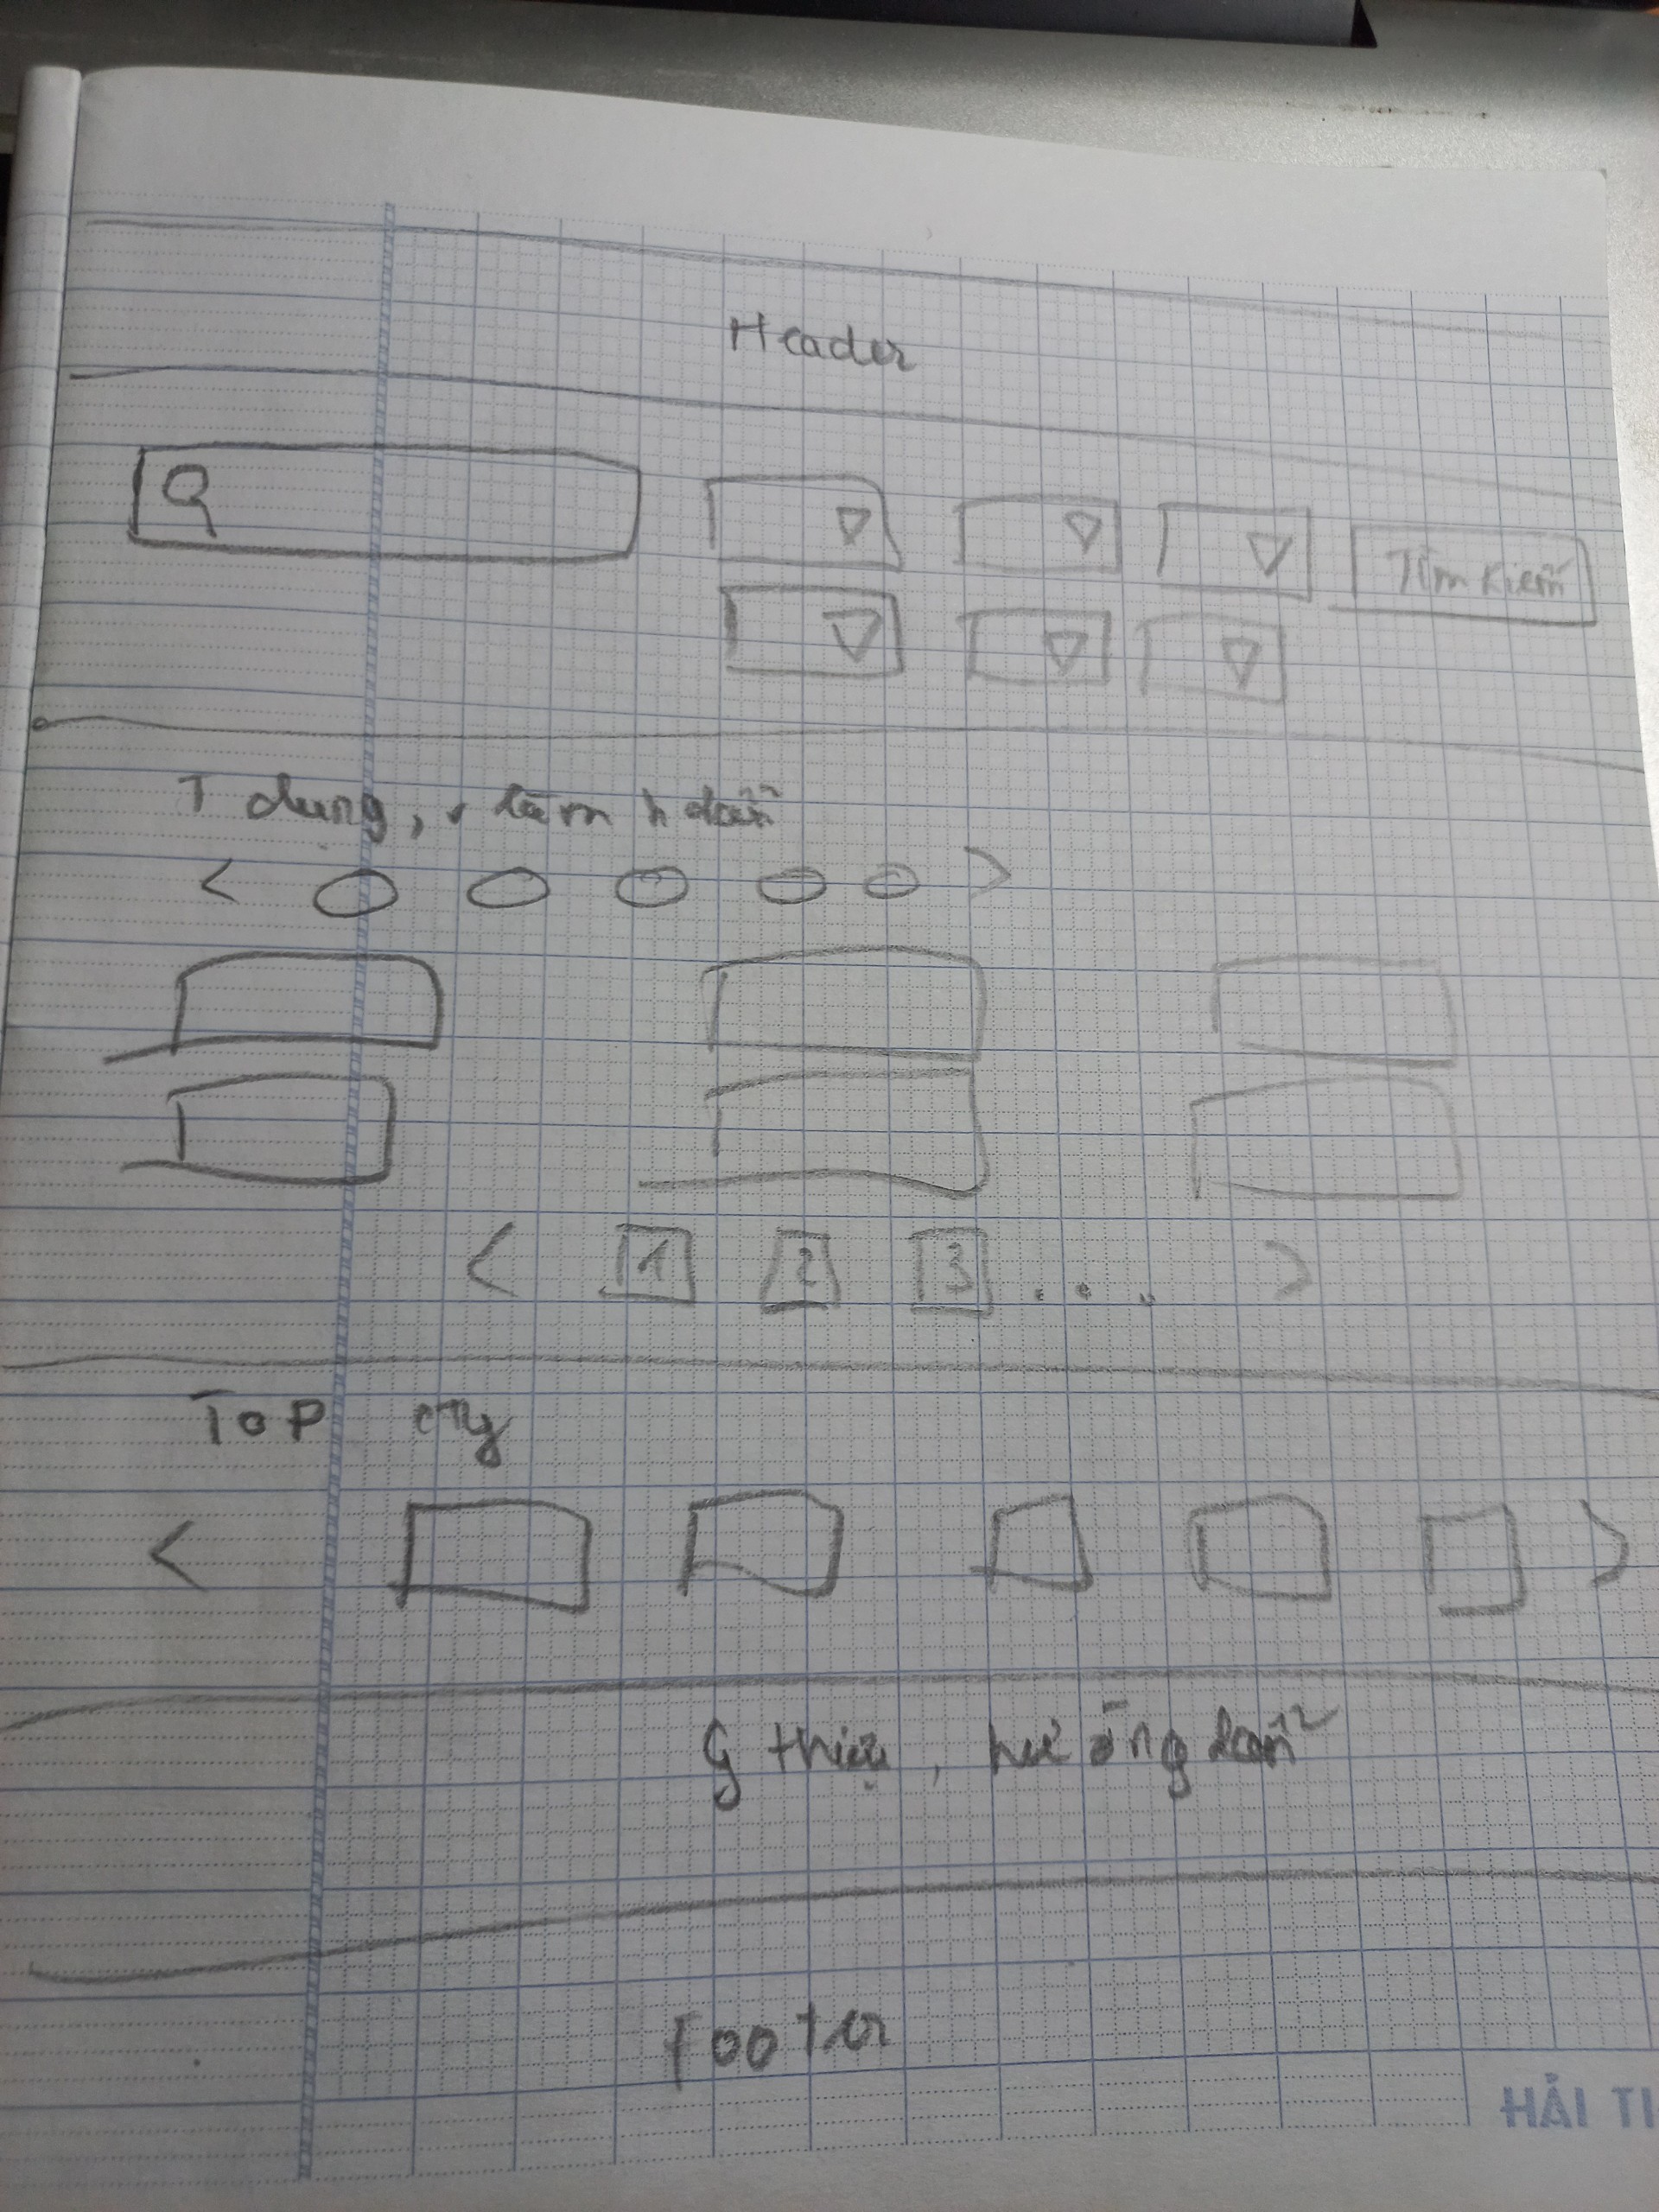 Header
Tìm Kiếm
T dụng, làm h dẫn
1 2 3 ...
TOP cty
g thiệu, hướng dẫn
Footer
HẢI TI